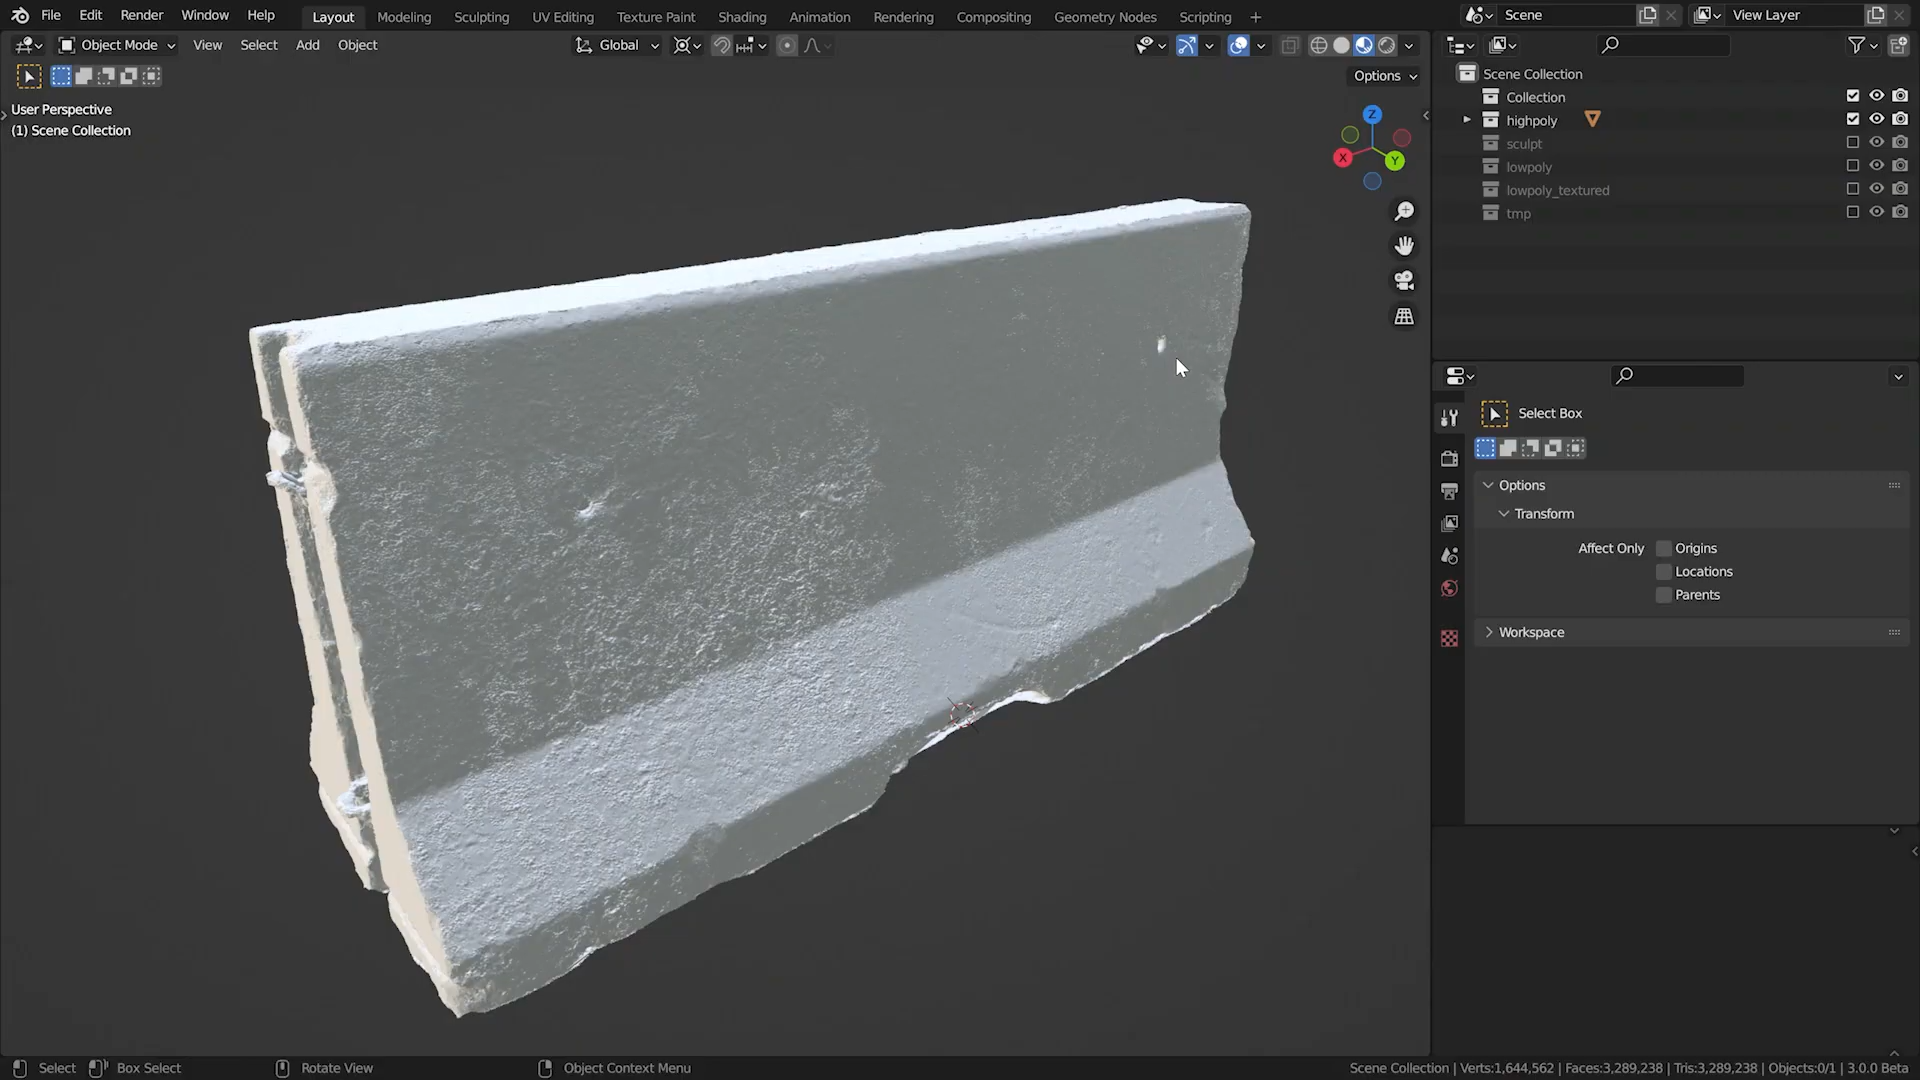 File Edit Render Window Help Layout Modeling Sculpting UV Editing Texture Paint Shading Animation Rendering Compositing Geometry Nodes Scripting + Scene View Layer
Object Mode View Select Add Object Global
Options
User Perspective
(1) Scene Collection
Z
X
Y
Scene Collection
Collection
highpoly
sculpt
lowpoly
lowpoly_textured
tmp
Select Box
Options
Transform
Affect Only Origins
Locations
Parents
Workspace
Select Box Select Rotate View Object Context Menu Scene Collection | Verts:1,644,562 | Faces:3,289,238 | Tris:3,289,238 | Objects:0/1 | 3.0.0 Beta